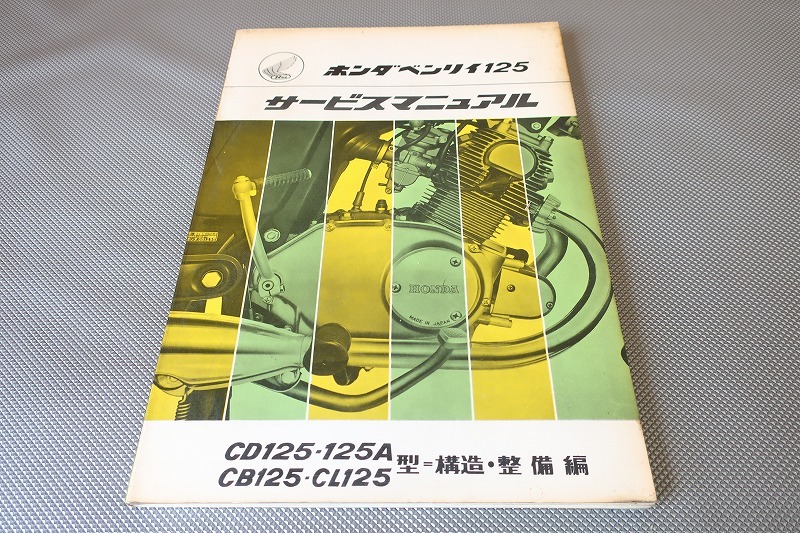 ホンダベンリイ125
サービスマニュアル
HONDA
MADE IN JAPAN
CD125・125A
CB125・CL125
型=構造・整備編